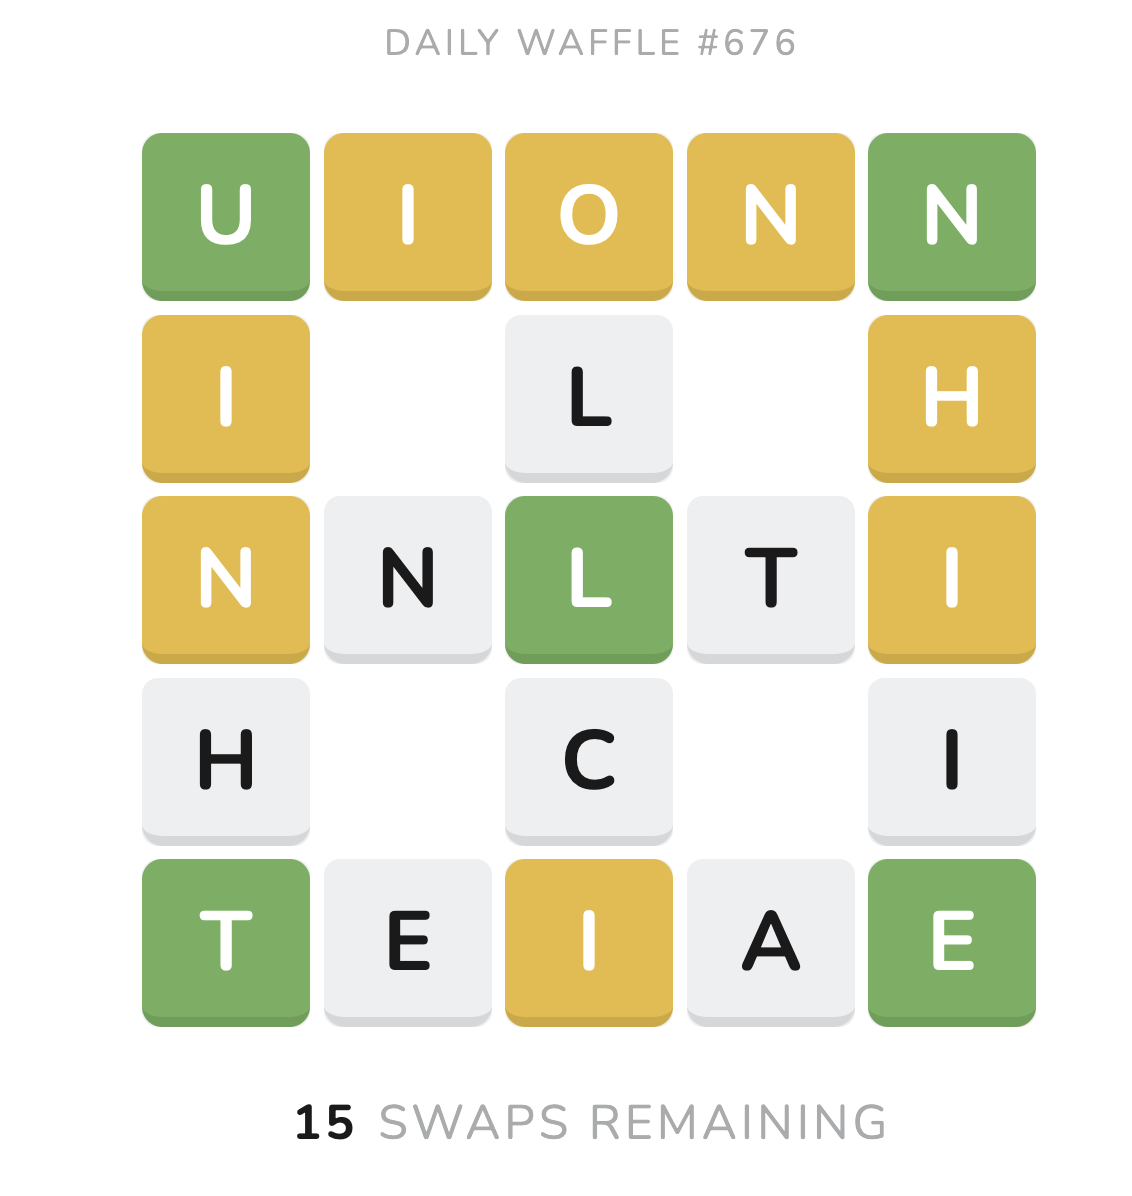 DAILY WAFFLE #676
U I O N N
I L H
N N L T I
H C I
T E I A E
15 SWAPS REMAINING